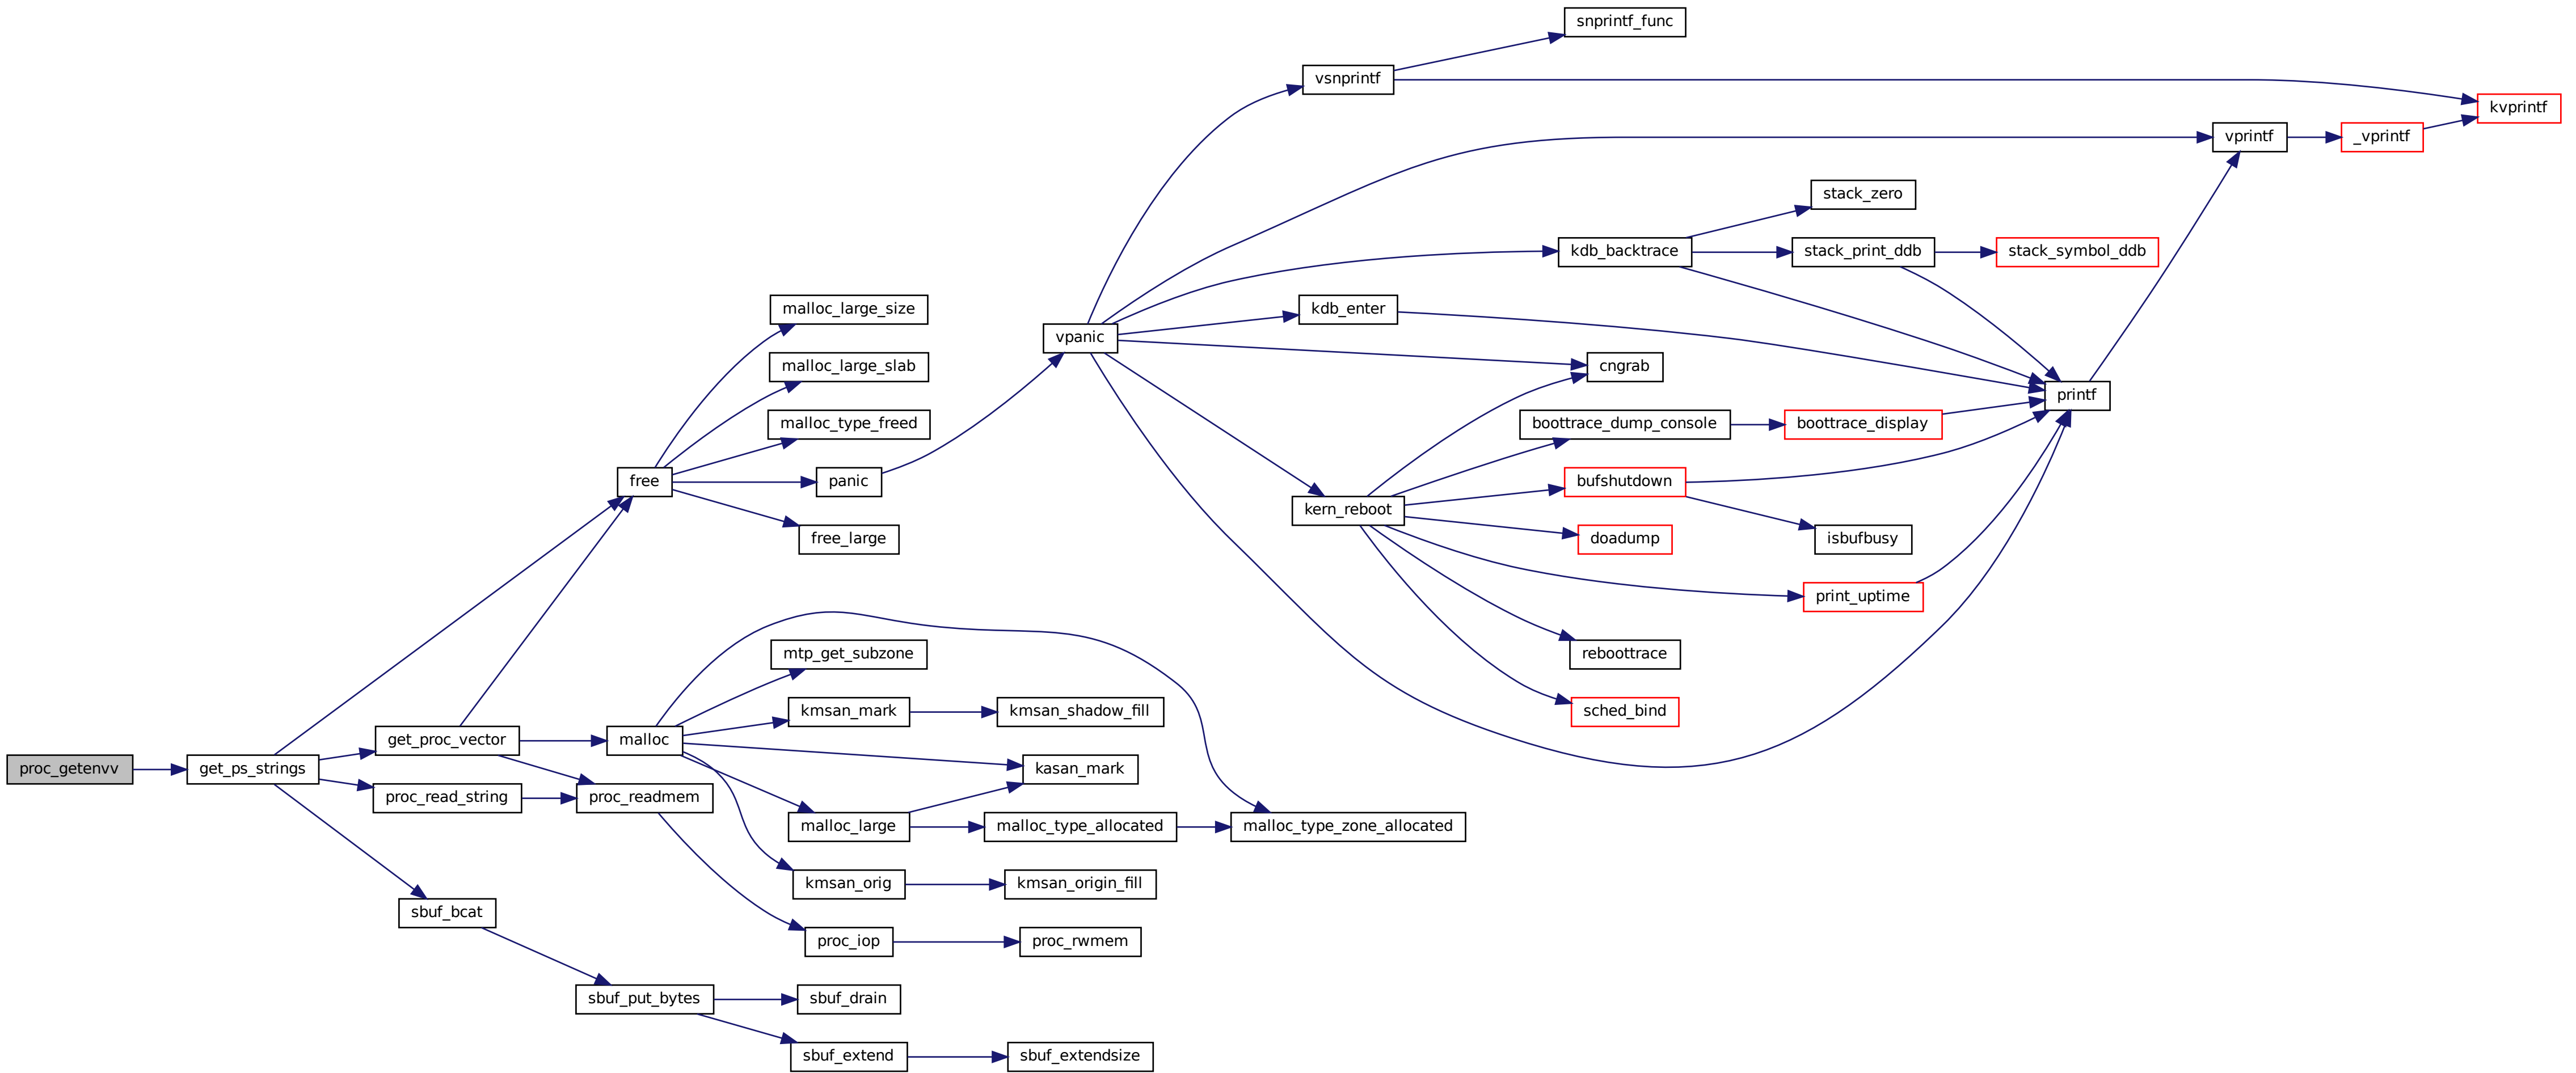 snprintf_func
vsnprintf
kvprintf
vprintf
_vprintf
stack_zero
kdb_backtrace
stack_print_ddb
stack_symbol_ddb
malloc_large_size
kdb_enter
vpanic
malloc_large_slab
cngrab
printf
malloc_type_freed
boottrace_dump_console
boottrace_display
free
panic
bufshutdown
kern_reboot
free_large
doadump
isbufbusy
print_uptime
mtp_get_subzone
reboottrace
kmsan_mark
kmsan_shadow_fill
sched_bind
get_proc_vector
malloc
proc_getenvv
get_ps_strings
kasan_mark
proc_read_string
proc_readmem
malloc_large
malloc_type_allocated
malloc_type_zone_allocated
kmsan_orig
kmsan_origin_fill
sbuf_bcat
proc_iop
proc_rwmem
sbuf_put_bytes
sbuf_drain
sbuf_extend
sbuf_extendsize